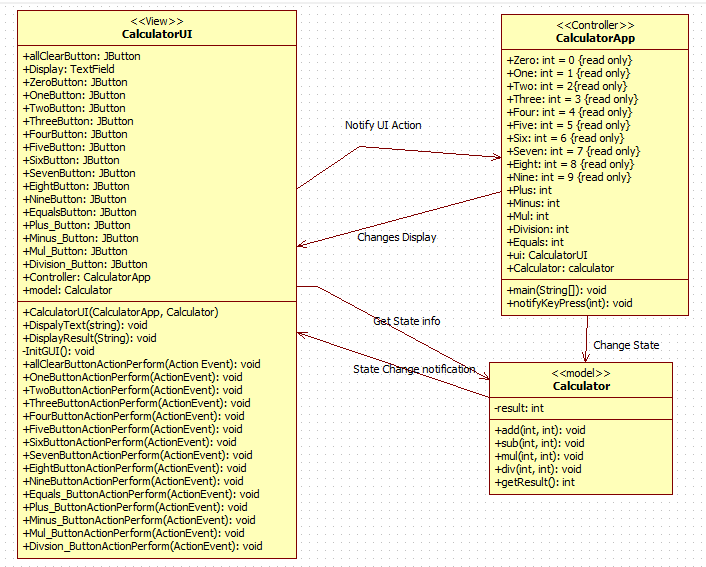 <<View>>
CalculatorUI
+allClearButton: JButton
+Display: TextField
+ZeroButton: JButton
+OneButton: JButton
+TwoButton: JButton
+ThreeButton: JButton
+FourButton: JButton
+FiveButton: JButton
+SixButton: JButton
+SevenButton: JButton
+EightButton: JButton
+NineButton: JButton
+EqualsButton: JButton
+Plus_Button: JButton
+Minus_Button: JButton
+Mul_Button: JButton
+Division_Button: JButton
+Controller: CalculatorApp
+model: Calculator
+CalculatorUI(CalculatorApp, Calculator)
+DispalyText(string): void
+DisplayResult(String): void
-InitGUI(): void
+allClearButtonActionPerform(Action Event): void
+OneButtonActionPerform(ActionEvent): void
+TwoButtonActionPerform(ActionEvent): void
+ThreeButtonActionPerform(ActionEvent): void
+FourButtonActionPerform(ActionEvent): void
+FiveButtonActionPerform(ActionEvent): void
+SixButtonActionPerform(ActionEvent): void
+SevenButtonActionPerform(ActionEvent): void
+EightButtonActionPerform(ActionEvent): void
+NineButtonActionPerform(ActionEvent): void
+Equals_ButtonActionPerform(ActionEvent): void
+Plus_ButtonActionPerform(ActionEvent): void
+Minus_ButtonActionPerform(ActionEvent): void
+Mul_ButtonActionPerform(ActionEvent): void
+Divsion_ButtonActionPerform(ActionEvent): void
Notify UI Action
Changes Display
Get State info
State Change notification
<<Controller>>
CalculatorApp
+Zero: int = 0 {read only}
+One: int = 1 {read only}
+Two: int = 2{read only}
+Three: int = 3 {read only}
+Four: int = 4 {read only}
+Five: int = 5 {read only}
+Six: int = 6 {read only}
+Seven: int = 7 {read only}
+Eight: int = 8 {read only}
+Nine: int = 9 {read only}
+Plus: int
+Minus: int
+Mul: int
+Division: int
+Equals: int
+ui: CalculatorUI
+Calculator: calculator
+main(String[]): void
+notifyKeyPress(int): void
Change State
<<model>>
Calculator
-result: int
+add(int, int): void
+sub(int, int): void
+mul(int, int): void
+div(int, int): void
+getResult(): int